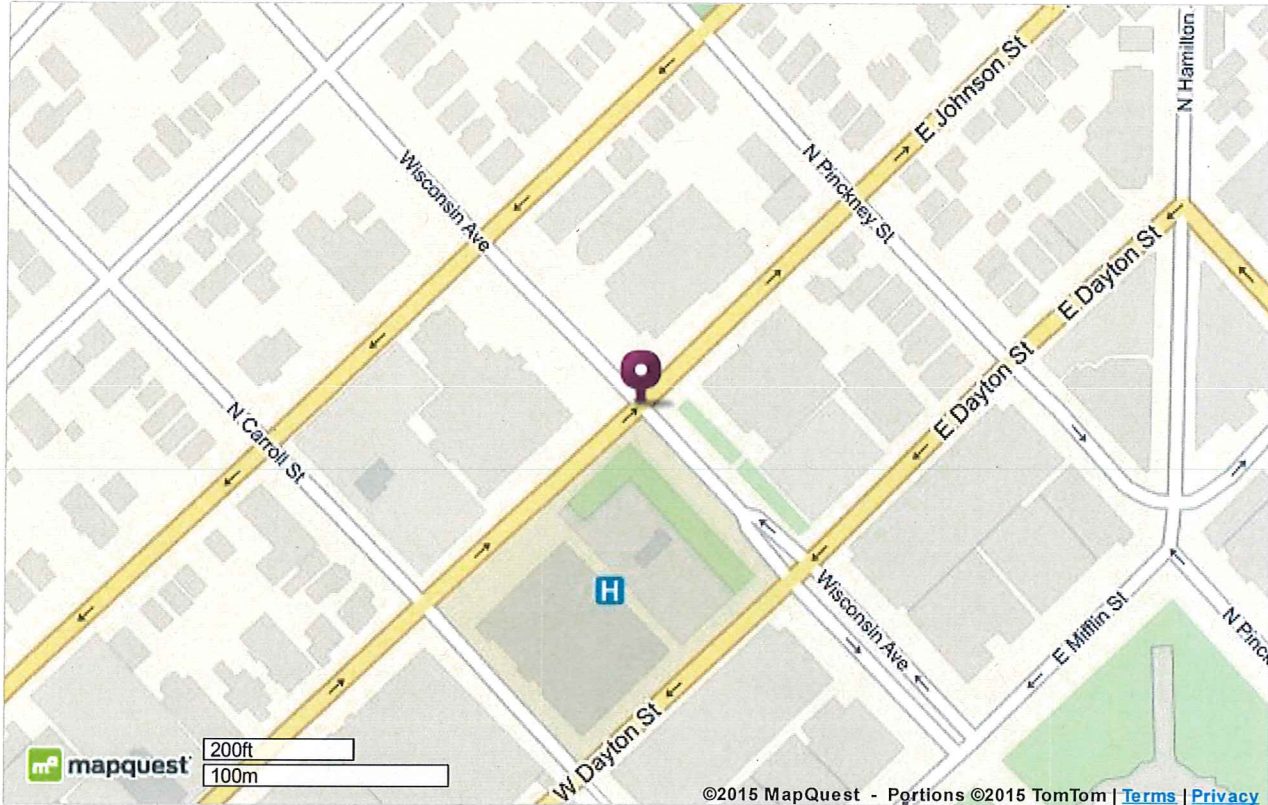 N Hamilton
E Johnson St
Wisconsin Ave
N Pinckney St
E Dayton St
E Dayton St
N Carroll St
H
Wisconsin Ave
E Mifflin St
N Pinc
W Dayton St
mq mapquest
200ft
100m
©2015 MapQuest - Portions ©2015 TomTom | Terms | Privacy